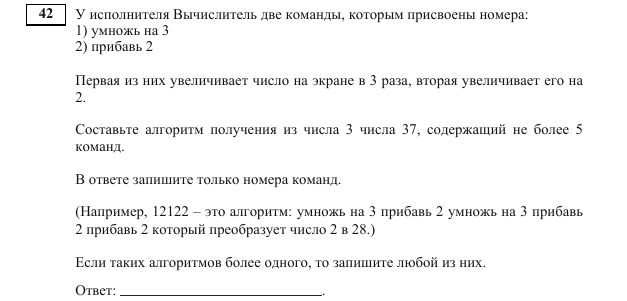 42
У исполнителя Вычислитель две команды, которым присвоены номера:
1) умножь на 3
2) прибавь 2
Первая из них увеличивает число на экране в 3 раза, вторая увеличивает его на
2.
Составьте алгоритм получения из числа 3 числа 37, содержащий не более 5
команд.
В ответе запишите только номера команд.
(Например, 12122 – это алгоритм: умножь на 3 прибавь 2 умножь на 3 прибавь
2 прибавь 2 который преобразует число 2 в 28.)
Если таких алгоритмов более одного, то запишите любой из них.
Ответ: ___________________________.